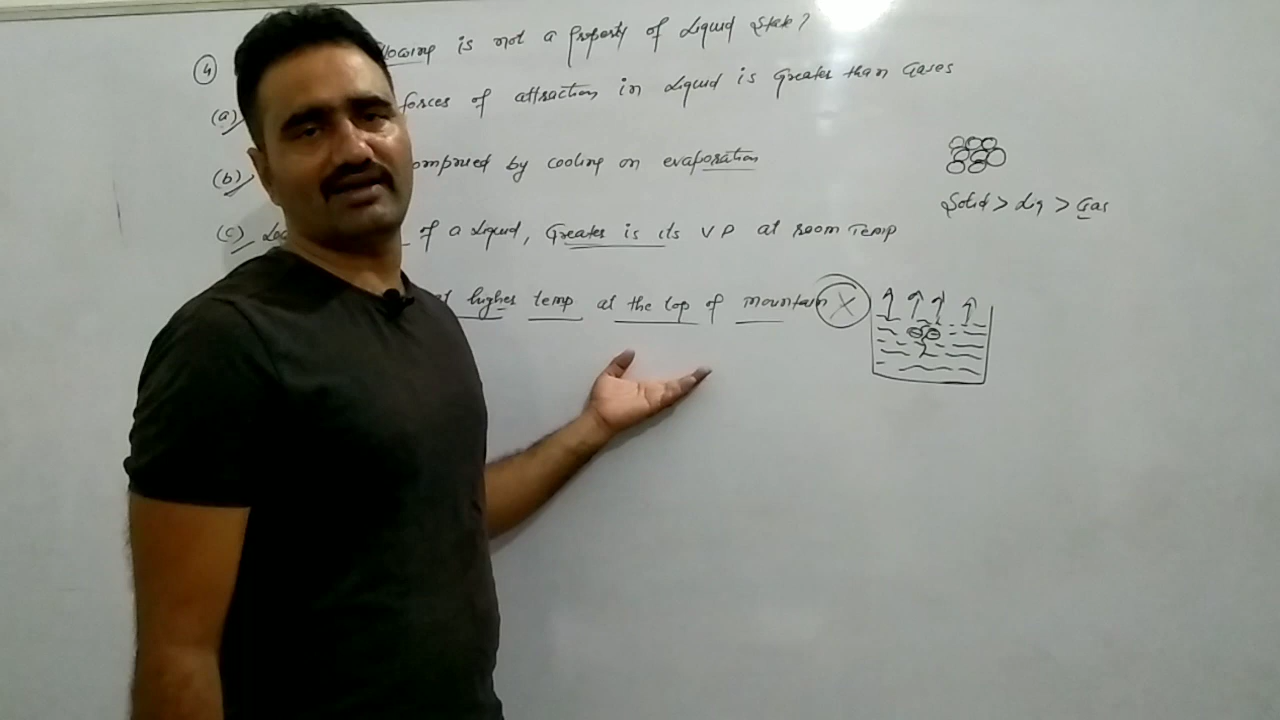 (4) llowing is not a Property of Liquid State?
(a) forces of attraction in Liquid is Greater than Gases
(b) by cooling on evaporation
(c) of a Liquid, Greater is its V P at room Temp
Solid > Liq > Gas
higher temp at the top of mountain X